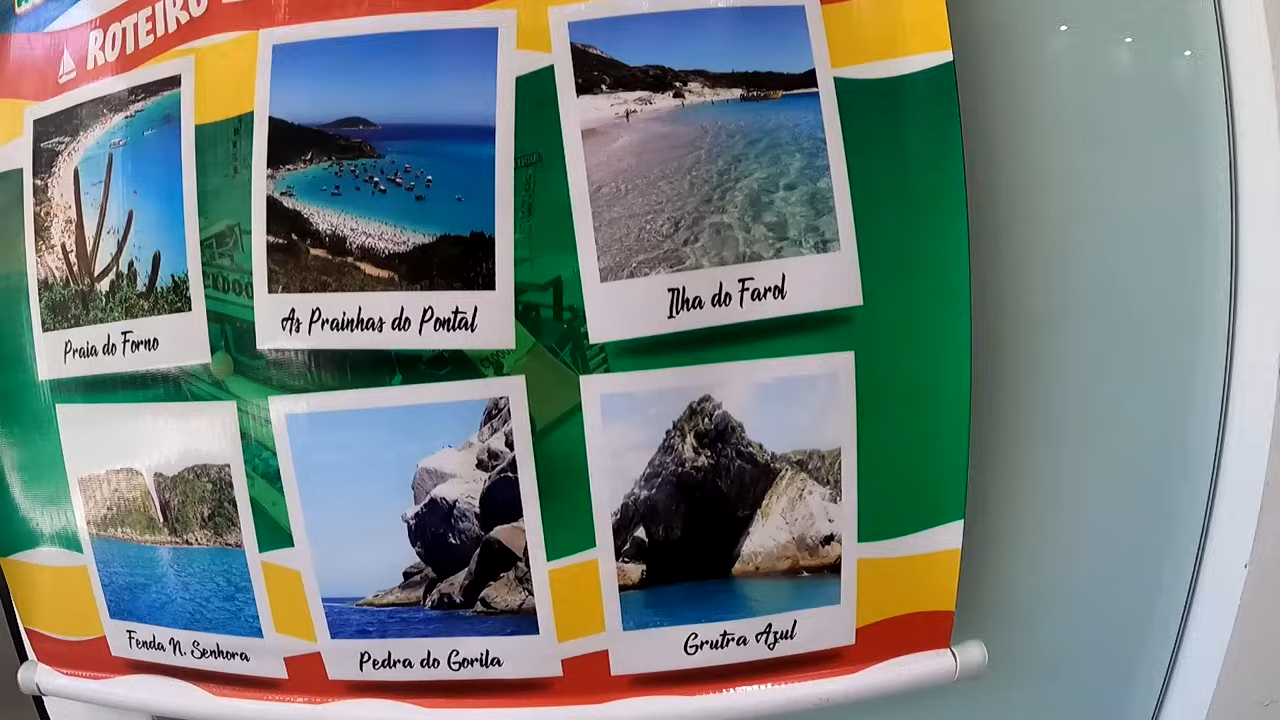 ROTEIRO
Praia do Forno
As Prainhas do Pontal
Ilha do Farol
Fenda N. Senhora
Pedra do Gorila
Grutra Azul